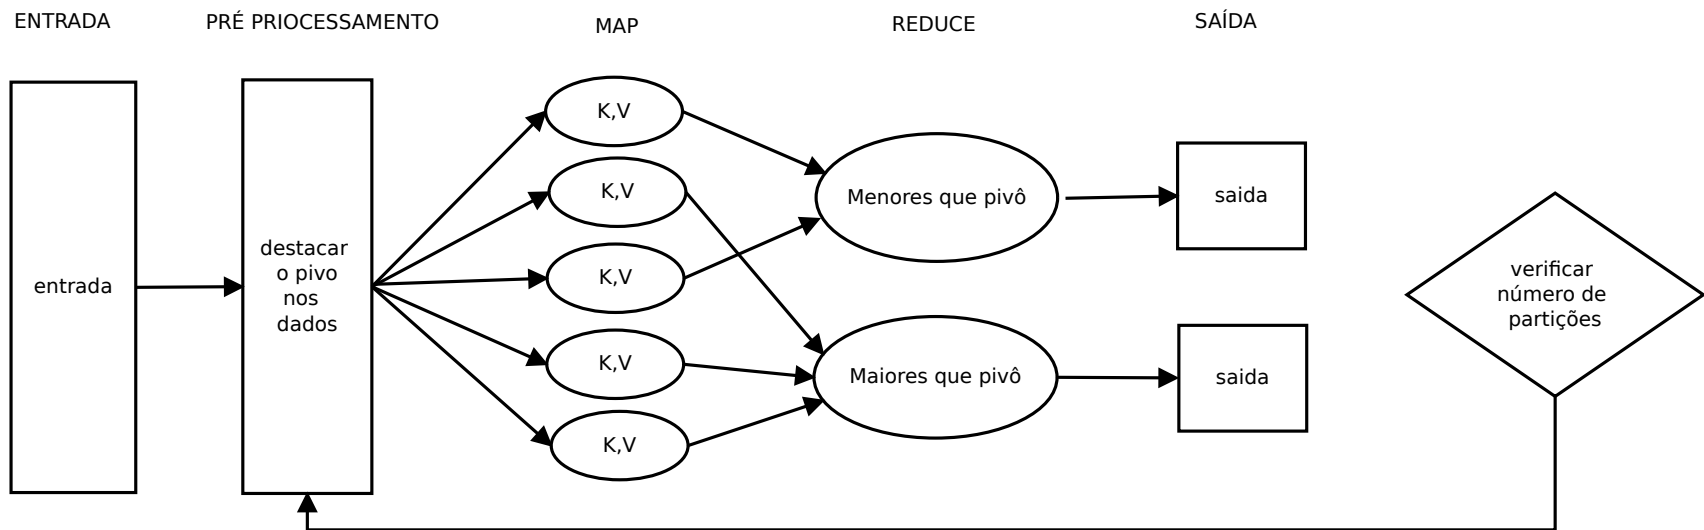 ENTRADA
PRÉ PRIOCESSAMENTO
MAP
REDUCE
SAÍDA
entrada
destacar
o pivo
nos
dados
K,V
K,V
K,V
K,V
K,V
Menores que pivô
Maiores que pivô
saida
saida
verificar
número de
partições